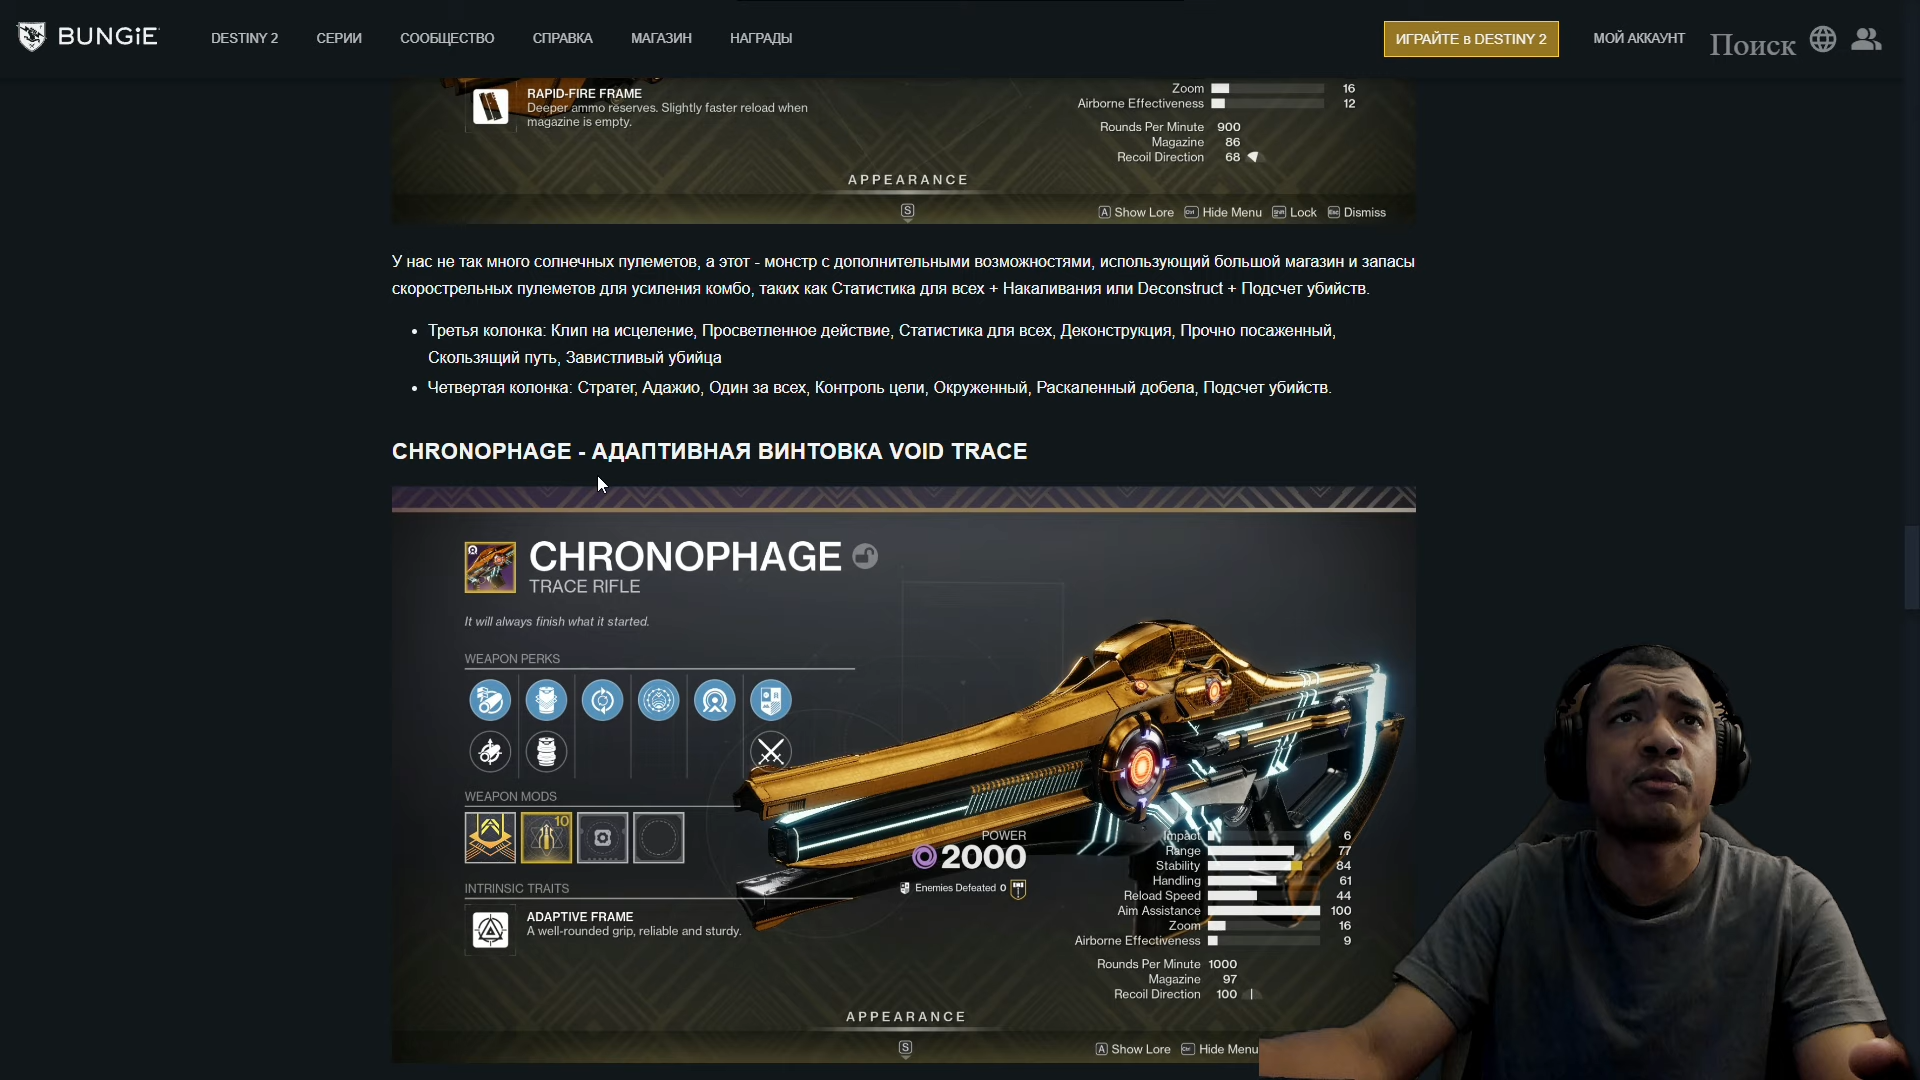 BUNGiE
DESTINY 2
СЕРИИ
СООБЩЕСТВО
СПРАВКА
МАГАЗИН
НАГРАДЫ
ИГРАЙТЕ в DESTINY 2
МОЙ АККАУНТ
Поиск
RAPID-FIRE FRAME
Deeper ammo reserves. Slightly faster reload when
magazine is empty.
Zoom 16
Airborne Effectiveness 12
Rounds Per Minute 900
Magazine 86
Recoil Direction 68
APPEARANCE
S
A Show Lore Ctrl Hide Menu Shift Lock Esc Dismiss
У нас не так много солнечных пулеметов, а этот - монстр с дополнительными возможностями, использующий большой магазин и запасы
скорострельных пулеметов для усиления комбо, таких как Статистика для всех + Накаливания или Deconstruct + Подсчет убийств.
• Третья колонка: Клип на исцеление, Просветленное действие, Статистика для всех, Деконструкция, Прочно посаженный,
Скользящий путь, Завистливый убийца
• Четвертая колонка: Стратег, Адажио, Один за всех, Контроль цели, Окруженный, Раскаленный добела, Подсчет убийств.
CHRONOPHAGE - АДАПТИВНАЯ ВИНТОВКА VOID TRACE
CHRONOPHAGE
TRACE RIFLE
It will always finish what it started.
WEAPON PERKS
WEAPON MODS
10
INTRINSIC TRAITS
ADAPTIVE FRAME
A well-rounded grip, reliable and sturdy.
POWER
2000
Enemies Defeated 0
Impact 6
Range 77
Stability 84
Handling 61
Reload Speed 44
Aim Assistance 100
Zoom 16
Airborne Effectiveness 9
Rounds Per Minute 1000
Magazine 97
Recoil Direction 100
APPEARANCE
S
A Show Lore Ctrl Hide Menu